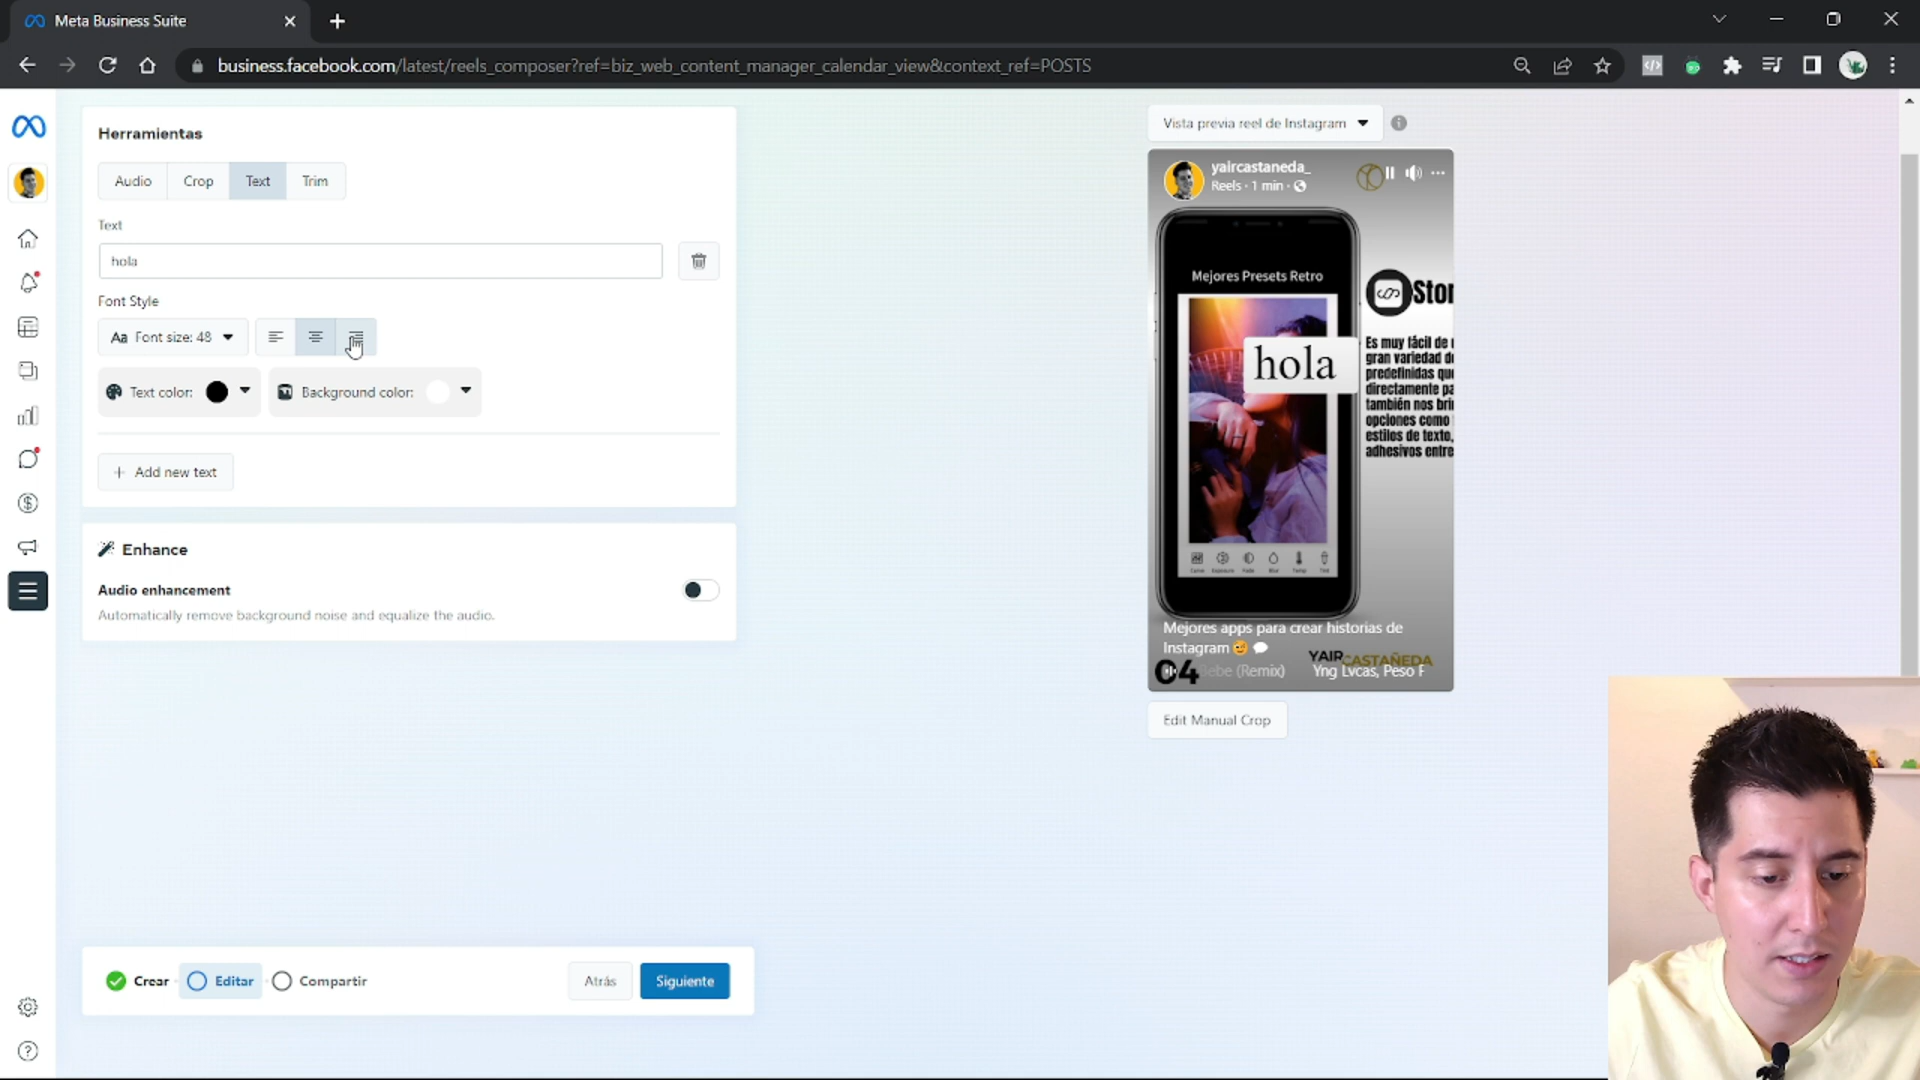 Meta Business Suite
business.facebook.com/latest/reels_composer?ref=biz_web_content_manager_calendar_view&context_ref=POSTS
Herramientas
Audio
Crop
Text
Trim
Text
hola
Font Style
Aa Font size: 48
Text color:
Background color:
+ Add new text
Enhance
Audio enhancement
Automatically remove background noise and equalize the audio.
Crear
Editar
Compartir
Atrás
Siguiente
Vista previa reel de Instagram
yaircastaneda_
Reels · 1 min ·
Mejores Presets Retro
Stor
hola
Es muy fácil de
gran variedad d
predefinidas qu
directamente pa
también nos bri
opciones como
estilos de texto,
adhesivos entre
Mejores apps para crear historias de
Instagram 😉 💬
YAIR CASTAÑEDA
04
Bebe (Remix) Yng Lvcas, Peso P
Edit Manual Crop